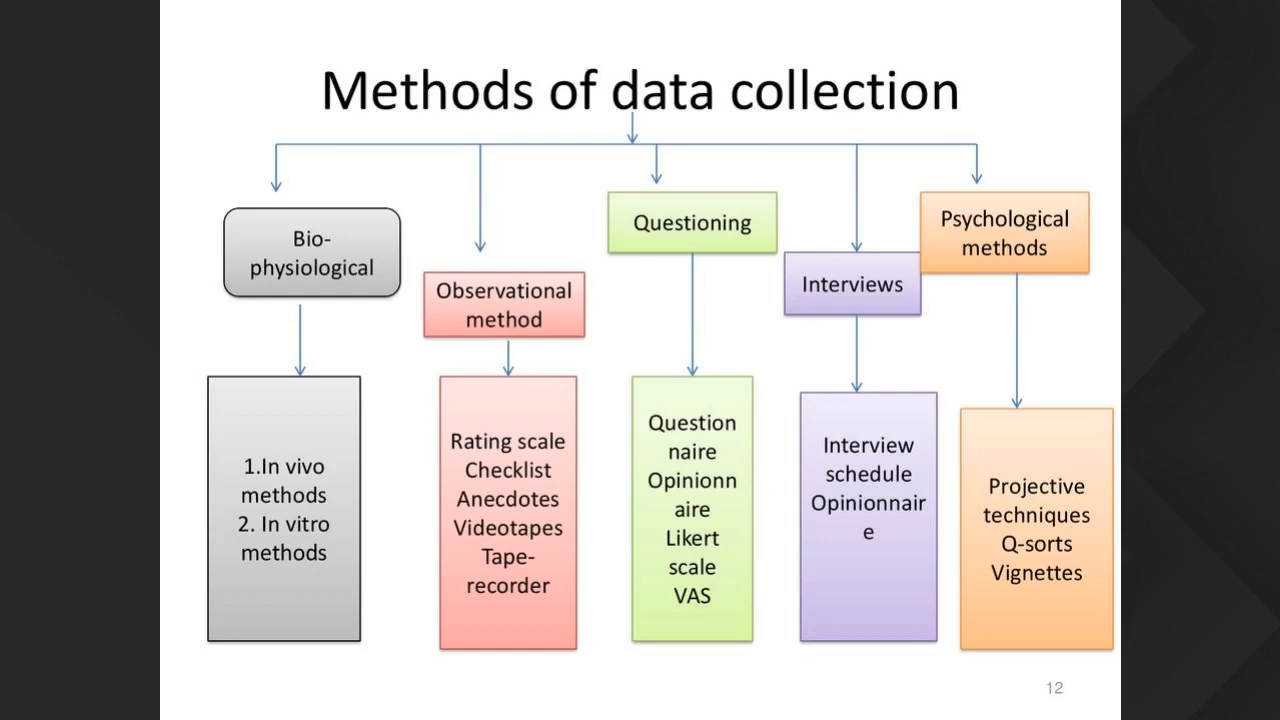 Methods of data collection
Bio-
physiological
Observational
method
Questioning
Interviews
Psychological
methods
1.In vivo
methods
2. In vitro
methods
Rating scale
Checklist
Anecdotes
Videotapes
Tape-
recorder
Question
naire
Opinionn
aire
Likert
scale
VAS
Interview
schedule
Opinionnair
e
Projective
techniques
Q-sorts
Vignettes
12